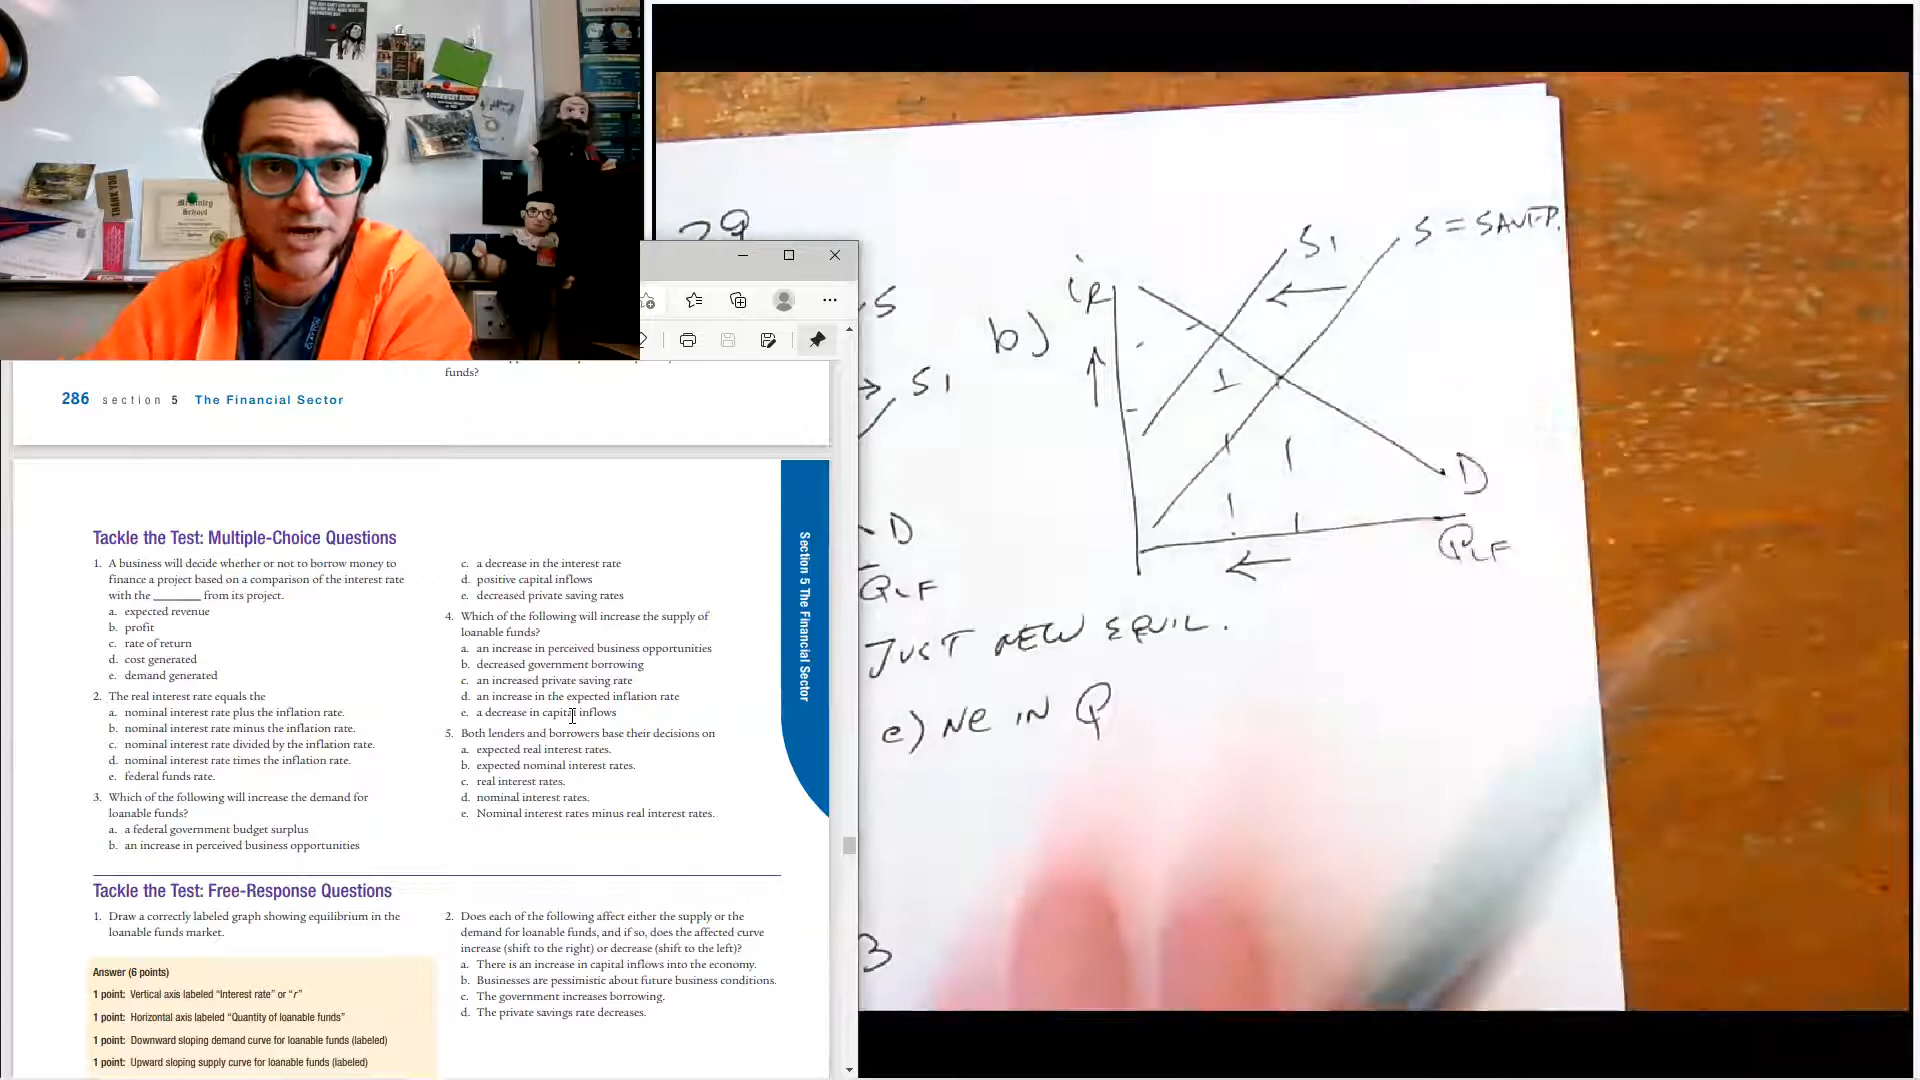 THANK YOU
funds?
286 section 5 The Financial Sector
Section 5 The Financial Sector
Tackle the Test: Multiple-Choice Questions
1. A business will decide whether or not to borrow money to
finance a project based on a comparison of the interest rate
with the ________ from its project.
a. expected revenue
b. profit
c. rate of return
d. cost generated
e. demand generated
2. The real interest rate equals the
a. nominal interest rate plus the inflation rate.
b. nominal interest rate minus the inflation rate.
c. nominal interest rate divided by the inflation rate.
d. nominal interest rate times the inflation rate.
e. federal funds rate.
3. Which of the following will increase the demand for
loanable funds?
a. a federal government budget surplus
b. an increase in perceived business opportunities
c. a decrease in the interest rate
d. positive capital inflows
e. decreased private saving rates
4. Which of the following will increase the supply of
loanable funds?
a. an increase in perceived business opportunities
b. decreased government borrowing
c. an increased private saving rate
d. an increase in the expected inflation rate
e. a decrease in capital inflows
5. Both lenders and borrowers base their decisions on
a. expected real interest rates.
b. expected nominal interest rates.
c. real interest rates.
d. nominal interest rates.
e. Nominal interest rates minus real interest rates.
Tackle the Test: Free-Response Questions
1. Draw a correctly labeled graph showing equilibrium in the
loanable funds market.
Answer (6 points)
1 point: Vertical axis labeled “Interest rate” or “r”
1 point: Horizontal axis labeled “Quantity of loanable funds”
1 point: Downward sloping demand curve for loanable funds (labeled)
1 point: Upward sloping supply curve for loanable funds (labeled)
2. Does each of the following affect either the supply or the
demand for loanable funds, and if so, does the affected curve
increase (shift to the right) or decrease (shift to the left)?
a. There is an increase in capital inflows into the economy.
b. Businesses are pessimistic about future business conditions.
c. The government increases borrowing.
d. The private savings rate decreases.
29
S
S1
D
QLF
b)
iR
S1
D
QLF
JUST NEW EQUIL.
e) NE IN Q
3